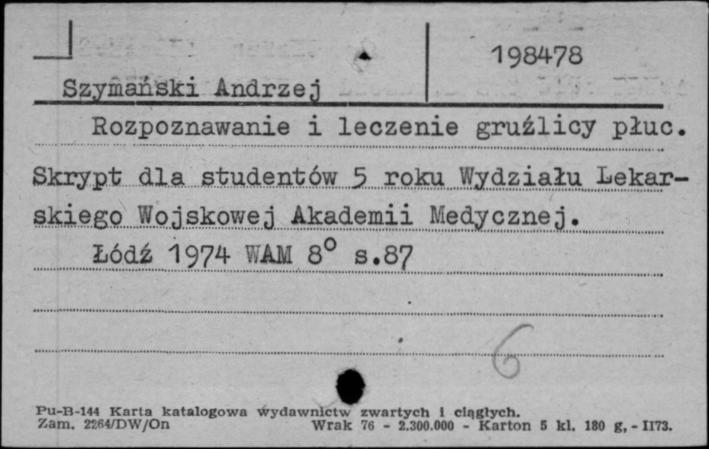 198478
Szymański Andrzej
Rozpoznawanie i leczenie gruźlicy płuc.
Skrypt dla studentów 5 roku Wydziału Lekar-
skiego Wojskowej Akademii Medycznej.
Łódź 1974 WAM 8° s.87
6
Pu-B-144 Karta katalogowa wydawnictw zwartych i ciągłych.
Zam. 2264/DW/On Wrak 76 - 2.300.000 - Karton 5 kl. 180 g, - I173.